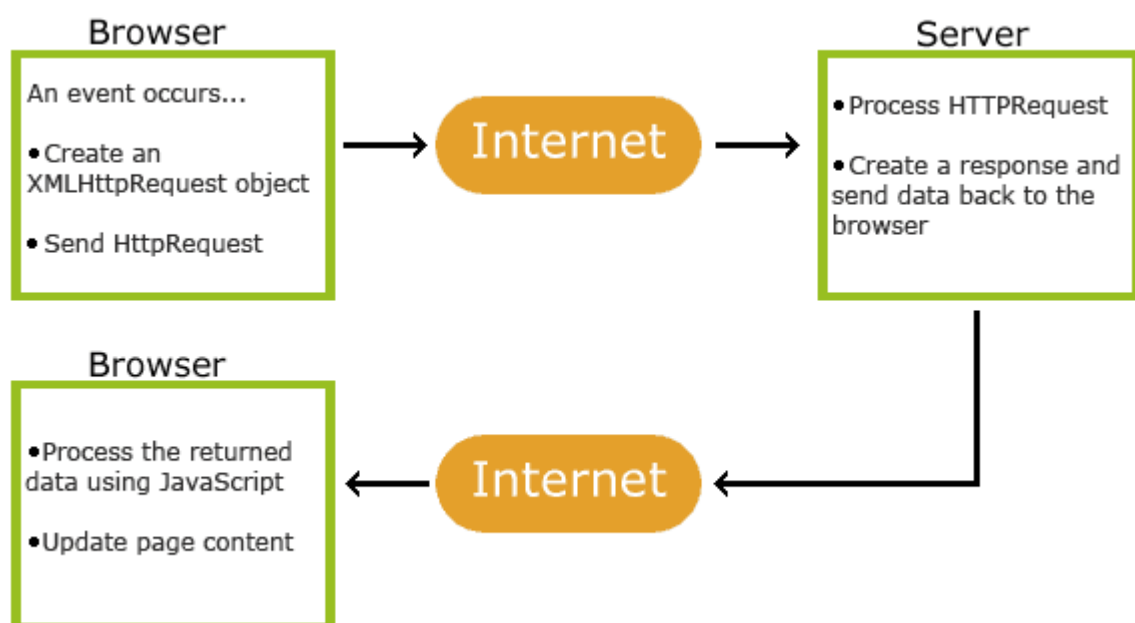 Browser
An event occurs...
•Create an
XMLHttpRequest object
• Send HttpRequest
Internet
Server
•Process HTTPRequest
•Create a response and
send data back to the
browser
Browser
•Process the returned
data using JavaScript
•Update page content
Internet